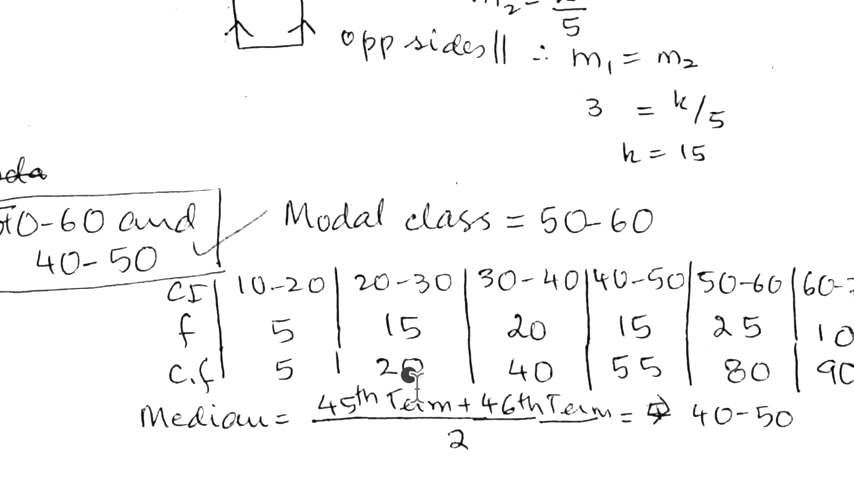 5
opp sides || ∴ m₁ = m₂
3 = k/5
k = 15
50-60 and
40-50
Modal class = 50-60
CI | 10-20 | 20-30 | 30-40 | 40-50 | 50-60 | 60-
f | 5 | 15 | 20 | 15 | 25 | 10
c.f | 5 | 20 | 40 | 55 | 80 | 90
Median = 45th Term + 46th Term = 40-50
2